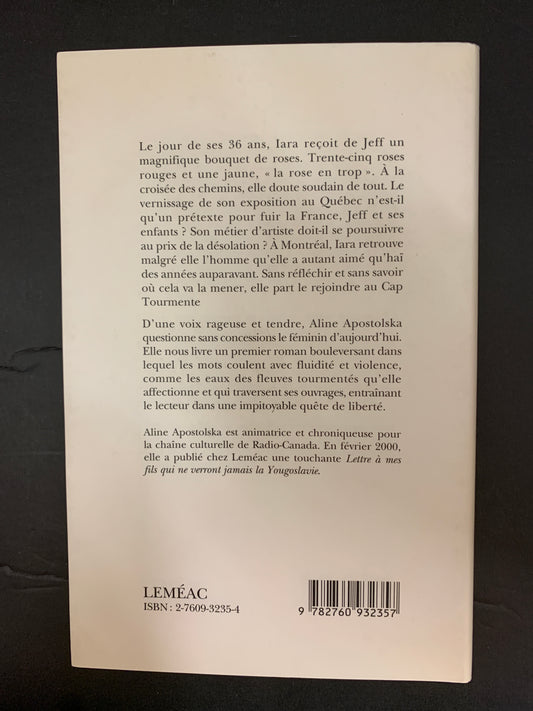 Le jour de ses 36 ans, Iara reçoit de Jeff un
magnifique bouquet de roses. Trente-cinq roses
rouges et une jaune, « la rose en trop ». À la
croisée des chemins, elle doute soudain de tout. Le
vernissage de son exposition au Québec n'est-il
qu'un prétexte pour fuir la France, Jeff et ses
enfants ? Son métier d'artiste doit-il se poursuivre
au prix de la désolation ? À Montréal, Iara retrouve
malgré elle l'homme qu'elle a autant aimé qu'haï
des années auparavant. Sans réfléchir et sans savoir
où cela va la mener, elle part le rejoindre au Cap
Tourmente
D'une voix rageuse et tendre, Aline Apostolska
questionne sans concessions le féminin d'aujourd'hui.
Elle nous livre un premier roman bouleversant dans
lequel les mots coulent avec fluidité et violence,
comme les eaux des fleuves tourmentés qu'elle
affectionne et qui traversent ses ouvrages, entraînant
le lecteur dans une impitoyable quête de liberté.
Aline Apostolska est animatrice et chroniqueuse pour
la chaîne culturelle de Radio-Canada. En février 2000,
elle a publié chez Leméac une touchante Lettre à mes
fils qui ne verront jamais la Yougoslavie.
LEMÉAC
ISBN : 2-7609-3235-4
9 782760 932357